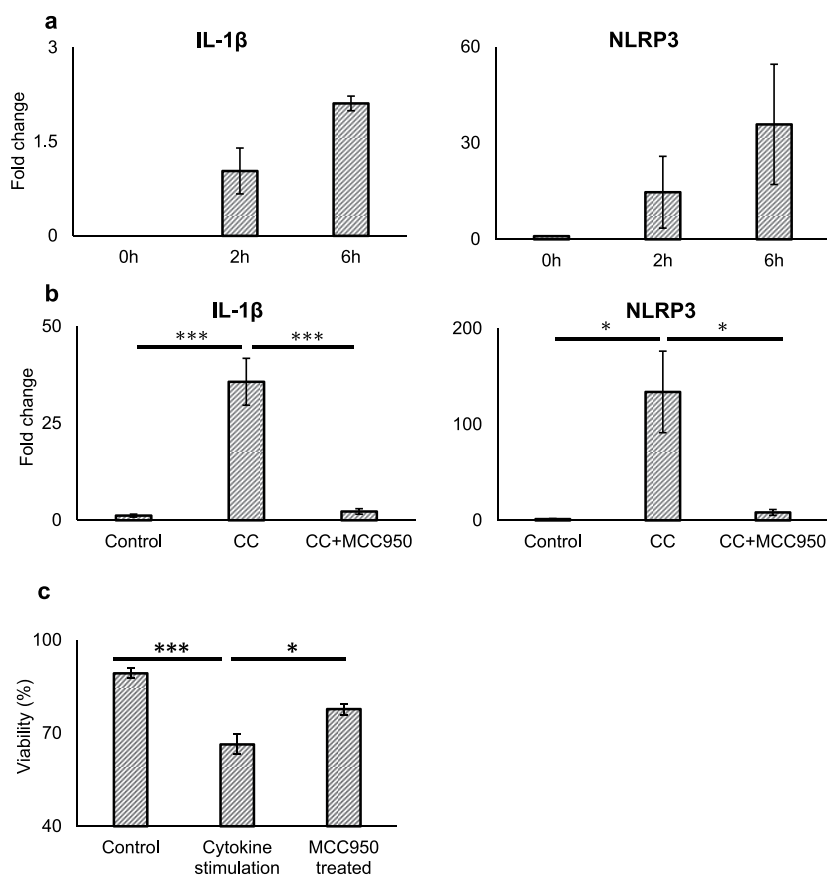 a
IL-1β
3
1.5
0
Fold change
0h
2h
6h
NLRP3
60
30
0
0h
2h
6h
b
IL-1β
50
25
0
Fold change
***
***
Control
CC
CC+MCC950
NLRP3
200
100
0
*
*
Control
CC
CC+MCC950
c
100
70
40
Viability (%)
***
*
Control
Cytokine
stimulation
MCC950
treated